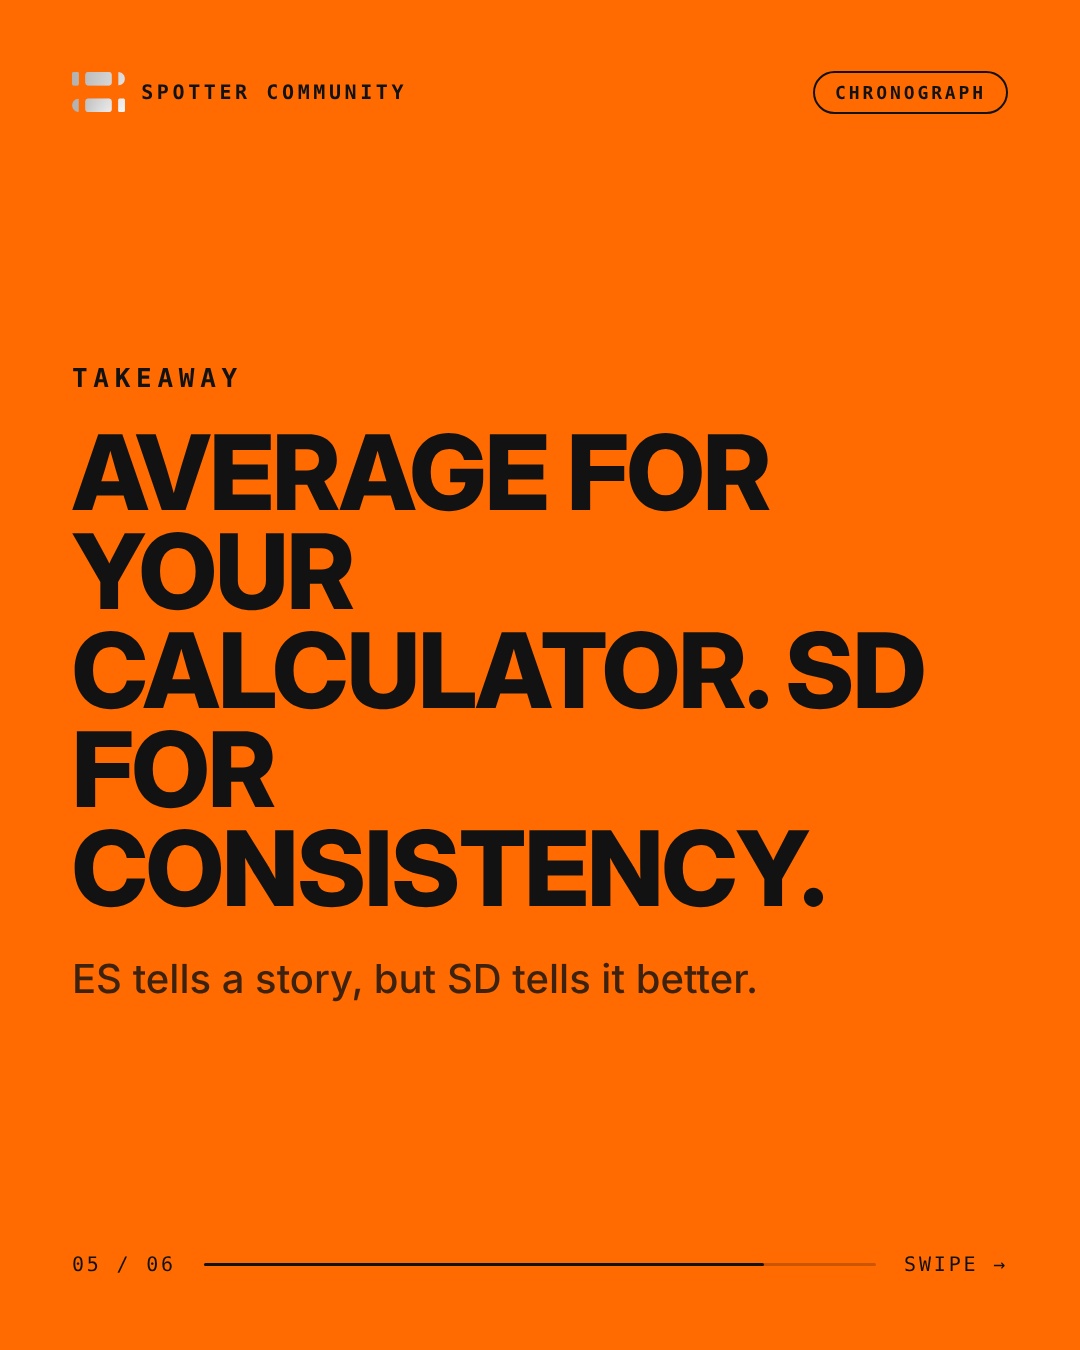 SPOTTER COMMUNITY
CHRONOGRAPH
TAKEAWAY
AVERAGE FOR
YOUR
CALCULATOR. SD
FOR
CONSISTENCY.
ES tells a story, but SD tells it better.
05 / 06
SWIPE →